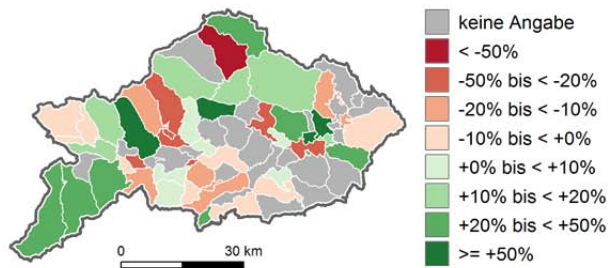 keine Angabe
< -50%
-50% bis < -20%
-20% bis < -10%
-10% bis < +0%
+0% bis < +10%
+10% bis < +20%
+20% bis < +50%
>= +50%
0 30 km